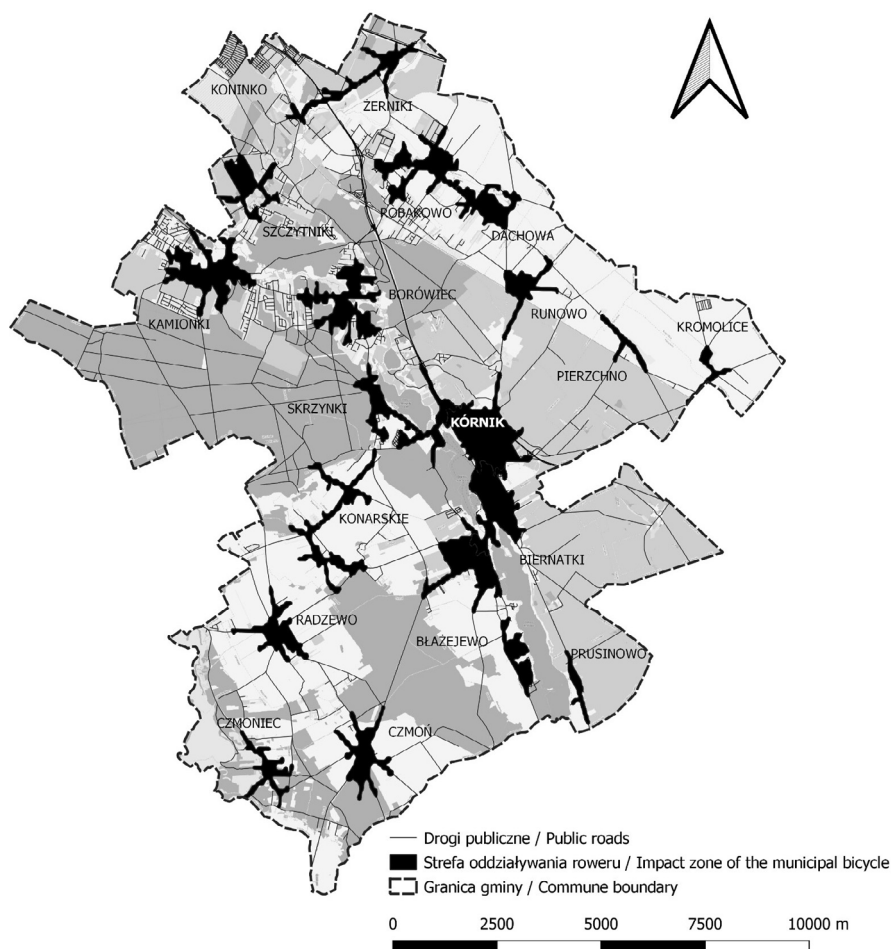 KONINKO
ŻERNIKI
ROBAKOWO
SZCZYTNIKI
DACHOWA
BORÓWIEC
KAMIONKI
RUNOWO
KROMOLICE
PIERZCHNO
SKRZYNKI
KÓRNIK
KONARSKIE
BIERNATKI
RADZEWO
BŁAŻEJEWO
PRUSINOWO
CZMONIEC
CZMOŃ
Drogi publiczne / Public roads
Strefa oddziaływania roweru / Impact zone of the municipal bicycle
Granica gminy / Commune boundary
0 2500 5000 7500 10000 m